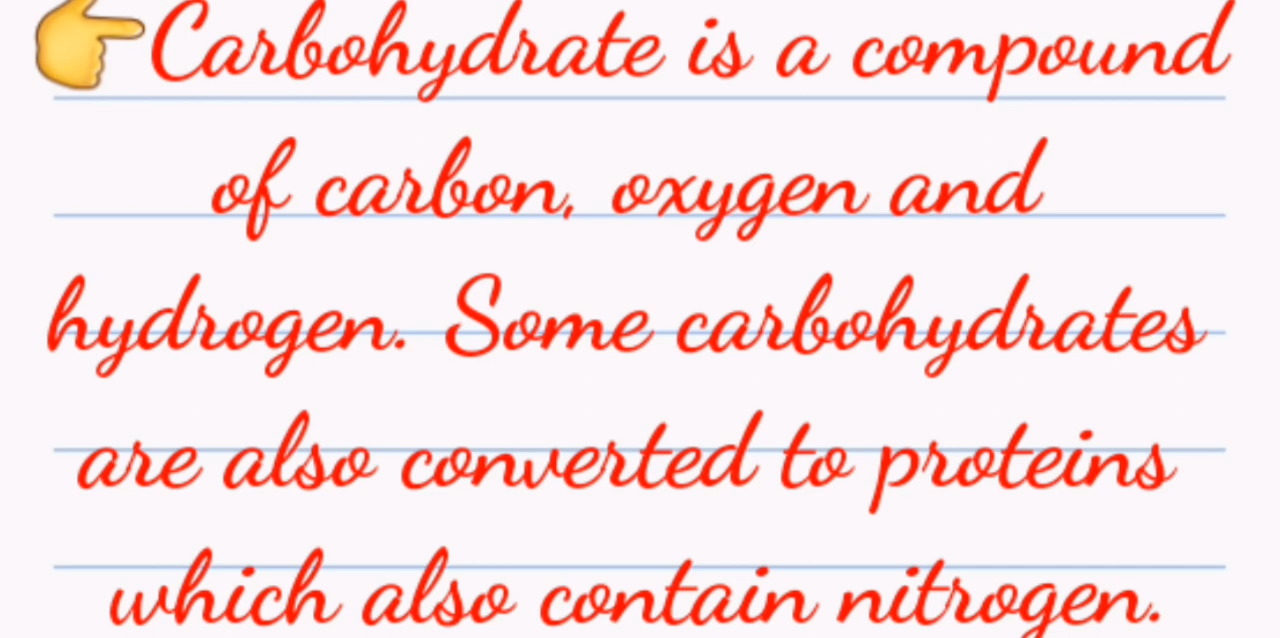 👉Carbohydrate is a compound
of carbon, oxygen and
hydrogen. Some carbohydrates
are also converted to proteins
which also contain nitrogen.